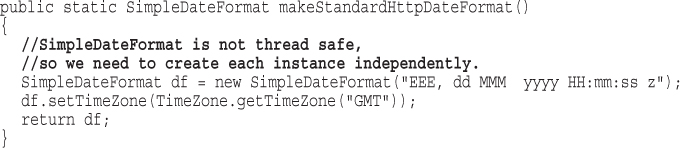 public static SimpleDateFormat makeStandardHttpDateFormat()
{
  //SimpleDateFormat is not thread safe,
  //so we need to create each instance independently.
  SimpleDateFormat df = new SimpleDateFormat("EEE, dd MMM  yyyy HH:mm:ss z");
  df.setTimeZone(TimeZone.getTimeZone("GMT"));
  return df;
}